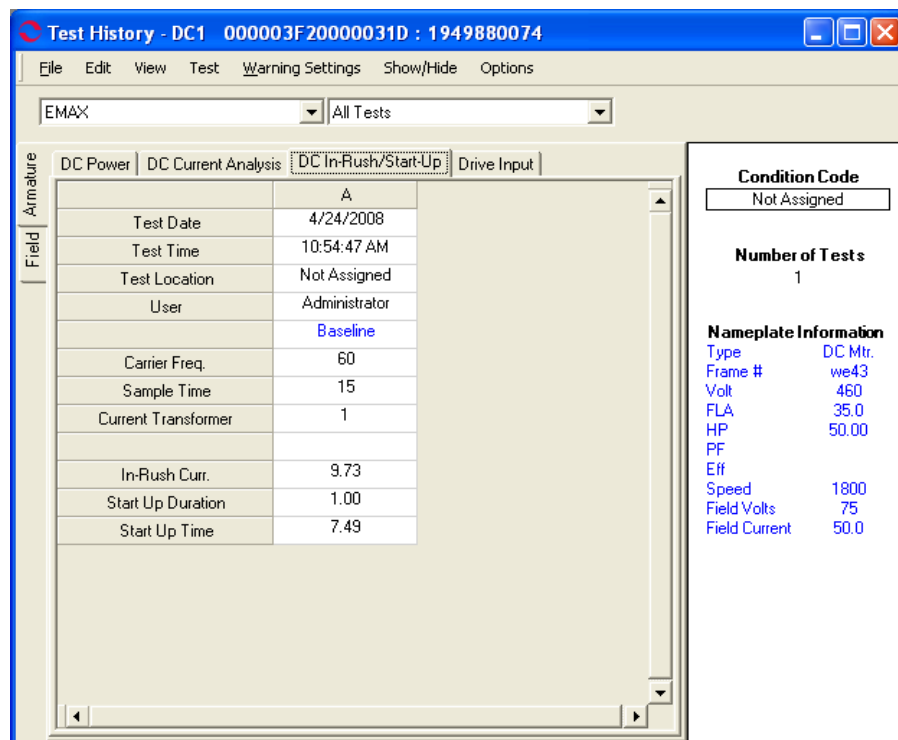 Test History - DC1 000003F20000031D : 1949880074
File Edit View Test Warning Settings Show/Hide Options
EMAX All Tests
Armature
Field
DC Power DC Current Analysis DC In-Rush/Start-Up Drive Input
A
Test Date 4/24/2008
Test Time 10:54:47 AM
Test Location Not Assigned
User Administrator
Baseline
Carrier Freq. 60
Sample Time 15
Current Transformer 1
In-Rush Curr. 9.73
Start Up Duration 1.00
Start Up Time 7.49
Condition Code
Not Assigned
Number of Tests
1
Nameplate Information
Type DC Mtr.
Frame # we43
Volt 460
FLA 35.0
HP 50.00
PF
Eff
Speed 1800
Field Volts 75
Field Current 50.0